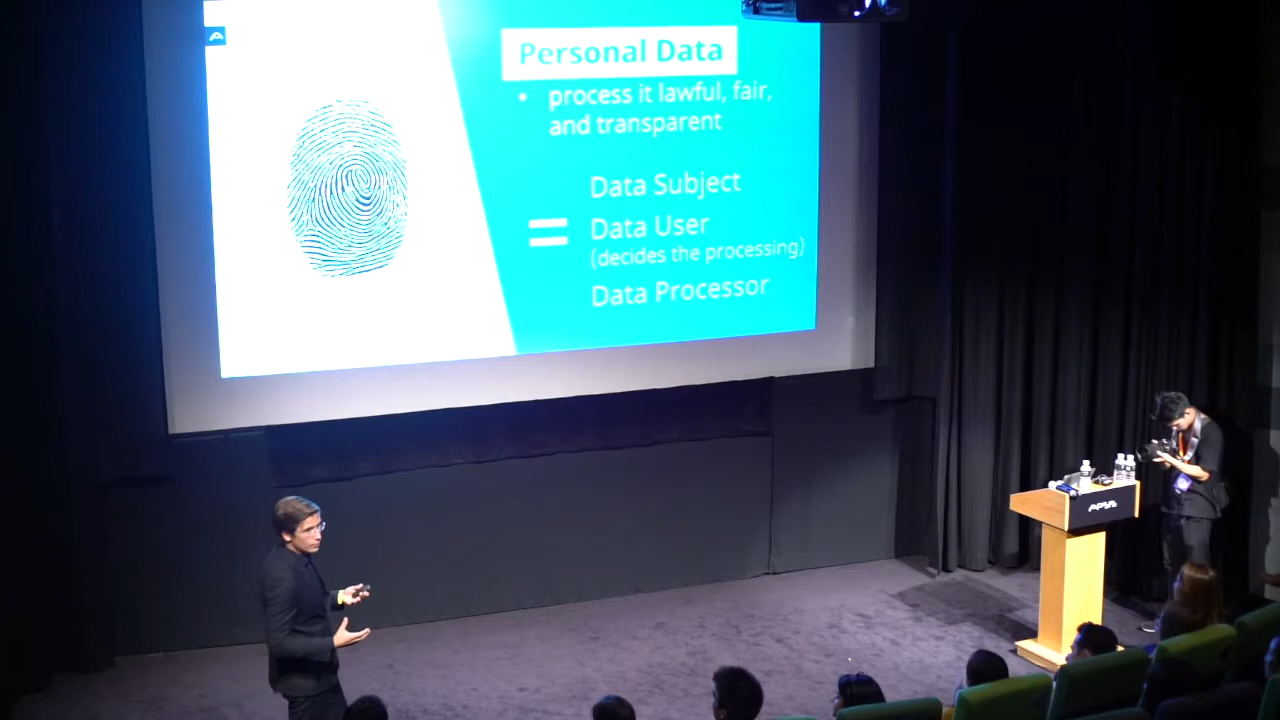 Personal Data
• process it lawful, fair,
and transparent
Data Subject
= Data User
(decides the processing)
Data Processor